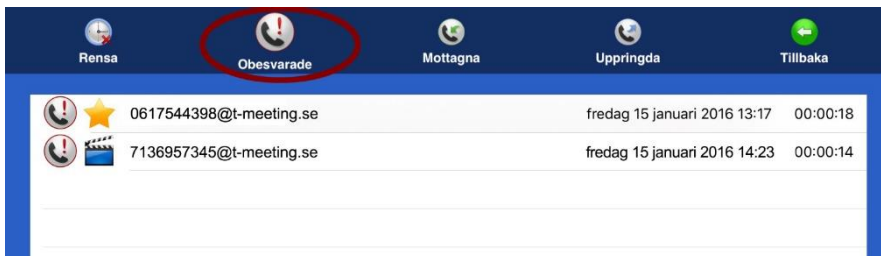 Rensa
Obesvarade
Mottagna
Uppringda
Tillbaka
0617544398@t-meeting.se fredag 15 januari 2016 13:17 00:00:18
7136957345@t-meeting.se fredag 15 januari 2016 14:23 00:00:14